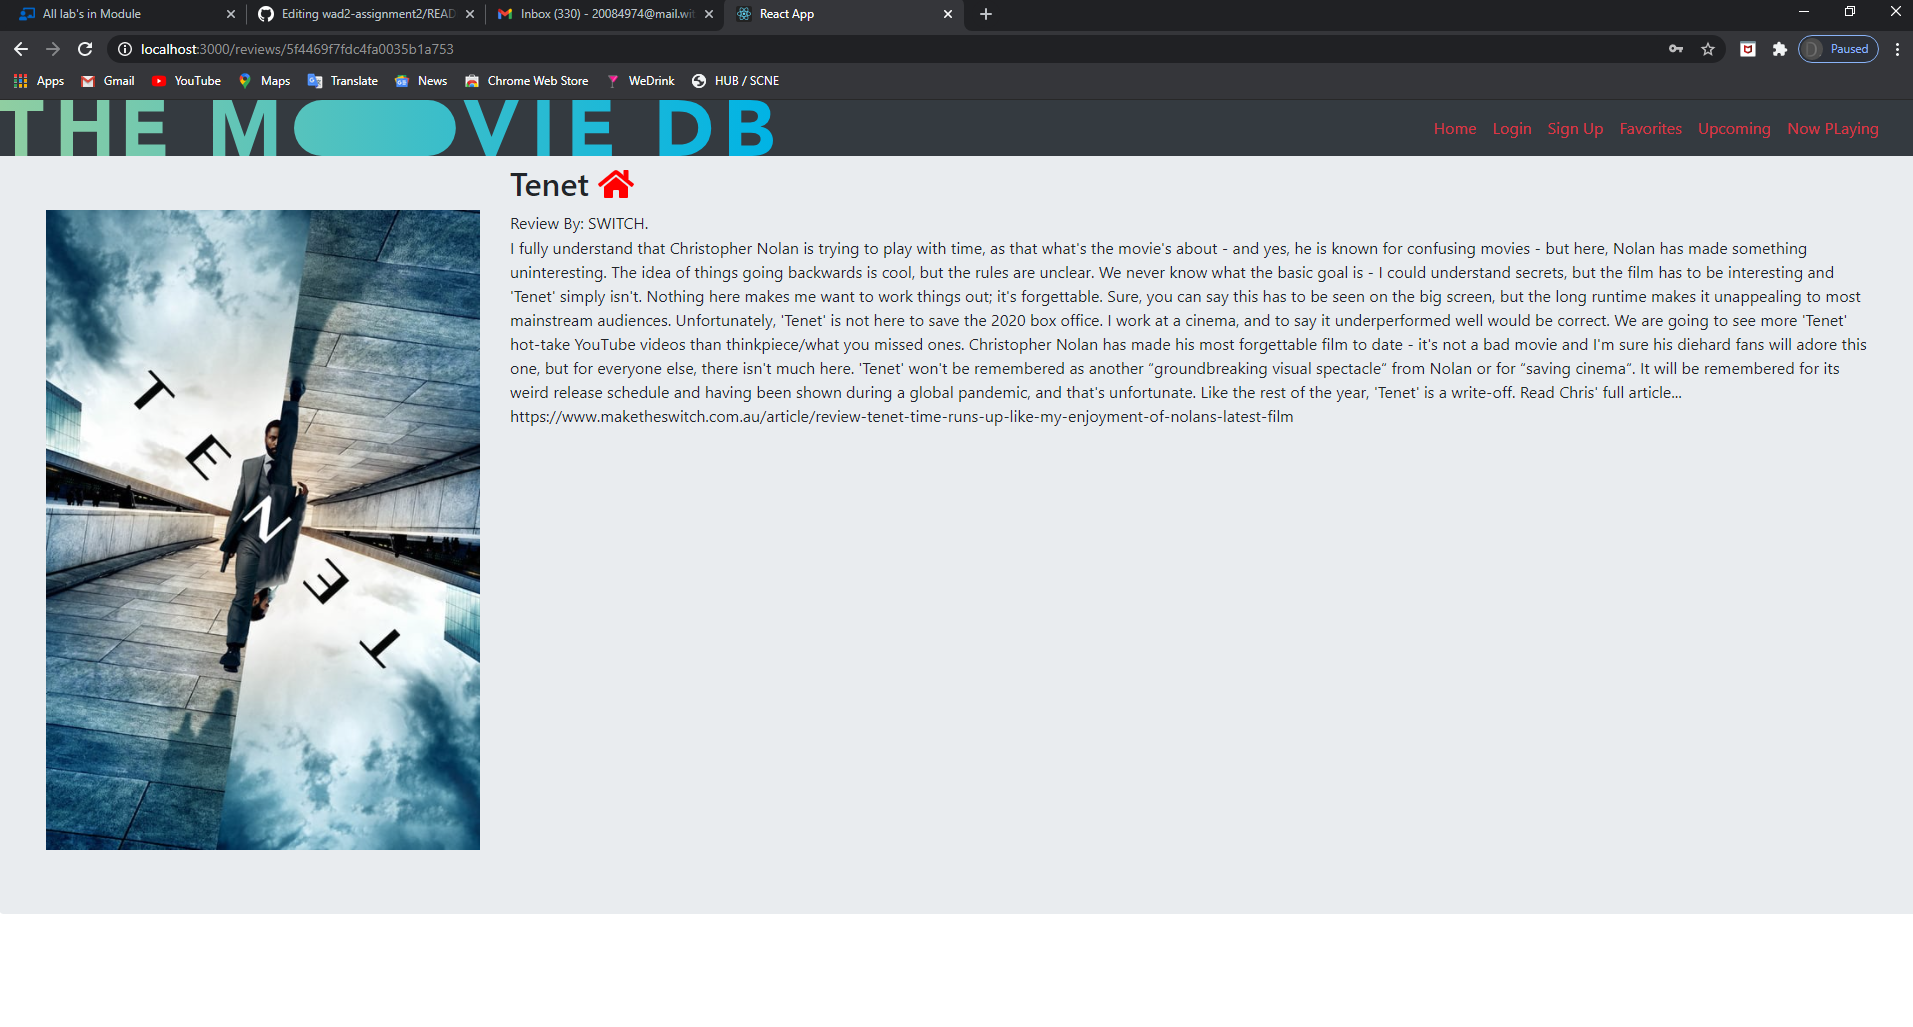 All lab's in Module
Editing wad2-assignment2/READ
Inbox (330) - 20084974@mail.wit
React App
localhost:3000/reviews/5f4469f7fdc4fa0035b1a753
D
Paused
Apps
Gmail
YouTube
Maps
Translate
News
Chrome Web Store
WeDrink
HUB / SCNE
THE M VIE DB
Home
Login
Sign Up
Favorites
Upcoming
Now PLaying
Tenet
Review By: SWITCH.
I fully understand that Christopher Nolan is trying to play with time, as that what's the movie's about - and yes, he is known for confusing movies - but here, Nolan has made something
uninteresting. The idea of things going backwards is cool, but the rules are unclear. We never know what the basic goal is - I could understand secrets, but the film has to be interesting and
'Tenet' simply isn't. Nothing here makes me want to work things out; it's forgettable. Sure, you can say this has to be seen on the big screen, but the long runtime makes it unappealing to most
mainstream audiences. Unfortunately, 'Tenet' is not here to save the 2020 box office. I work at a cinema, and to say it underperformed well would be correct. We are going to see more 'Tenet'
hot-take YouTube videos than thinkpiece/what you missed ones. Christopher Nolan has made his most forgettable film to date - it's not a bad movie and I'm sure his diehard fans will adore this
one, but for everyone else, there isn't much here. 'Tenet' won't be remembered as another “groundbreaking visual spectacle” from Nolan or for “saving cinema”. It will be remembered for its
weird release schedule and having been shown during a global pandemic, and that's unfortunate. Like the rest of the year, 'Tenet' is a write-off. Read Chris' full article...
https://www.maketheswitch.com.au/article/review-tenet-time-runs-up-like-my-enjoyment-of-nolans-latest-film
TENET